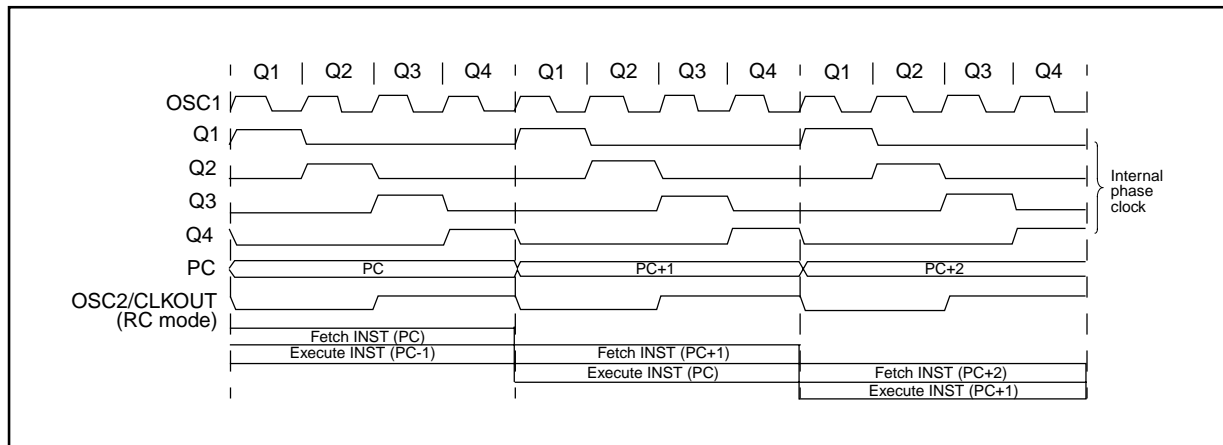 Q1 Q2 Q3 Q4 Q1 Q2 Q3 Q4 Q1 Q2 Q3 Q4
OSC1
Q1
Q2
Q3
Q4
Internal
phase
clock
PC PC PC+1 PC+2
OSC2/CLKOUT
(RC mode)
Fetch INST (PC)
Execute INST (PC-1) Fetch INST (PC+1)
Execute INST (PC) Fetch INST (PC+2)
Execute INST (PC+1)